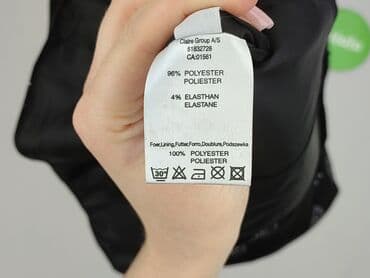 Claire Group A/S
61832728
CA:01561
96% POLYESTER
POLIESTER
4% ELASTHAN
ELASTANE
Foer,Lining,Futter,Forro,Doublure,Podszewka
100% POLYESTER
POLIESTER
30°